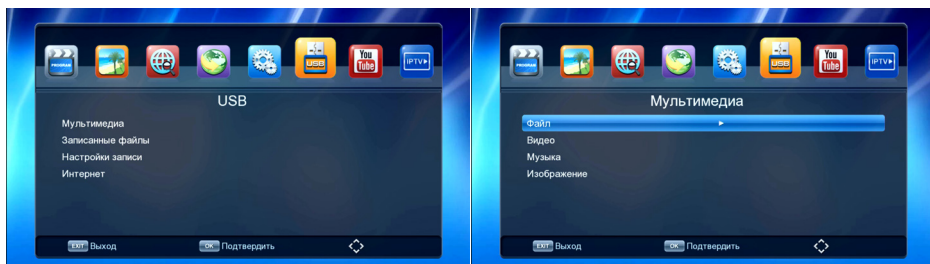 PROGRAM
USB
You
Tube
IPTV
USB
Мультимедиа
Записанные файлы
Настройки записи
Интернет
EXIT Выход
OK Подтвердить
PROGRAM
USB
You
Tube
IPTV
Мультимедиа
Файл
Видео
Музыка
Изображение
EXIT Выход
OK Подтвердить